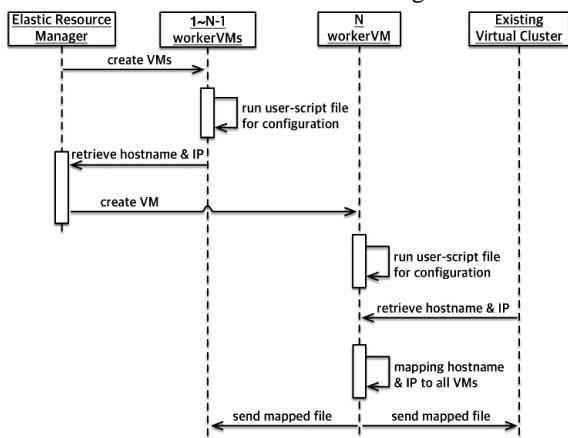 Elastic Resource
Manager
1~N-1
workerVMs
N
workerVM
Existing
Virtual Cluster
create VMs
run user-script file
for configuration
retrieve hostname & IP
create VM
run user-script file
for configuration
retrieve hostname & IP
mapping hostname
& IP to all VMs
send mapped file
send mapped file